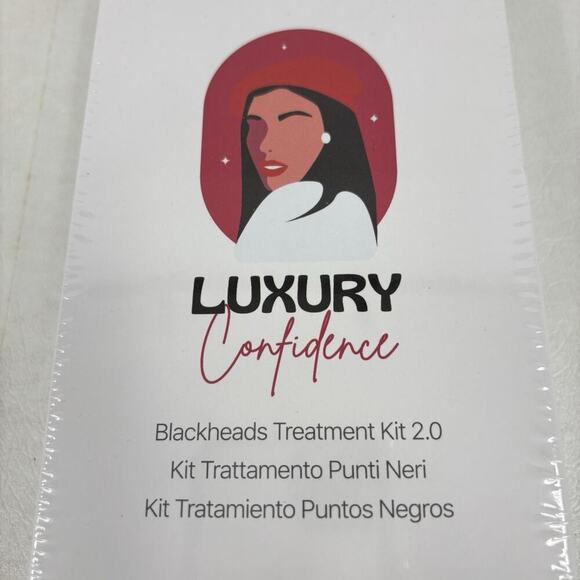 LUXURY
Confidence
Blackheads Treatment Kit 2.0
Kit Trattamento Punti Neri
Kit Tratamiento Puntos Negros